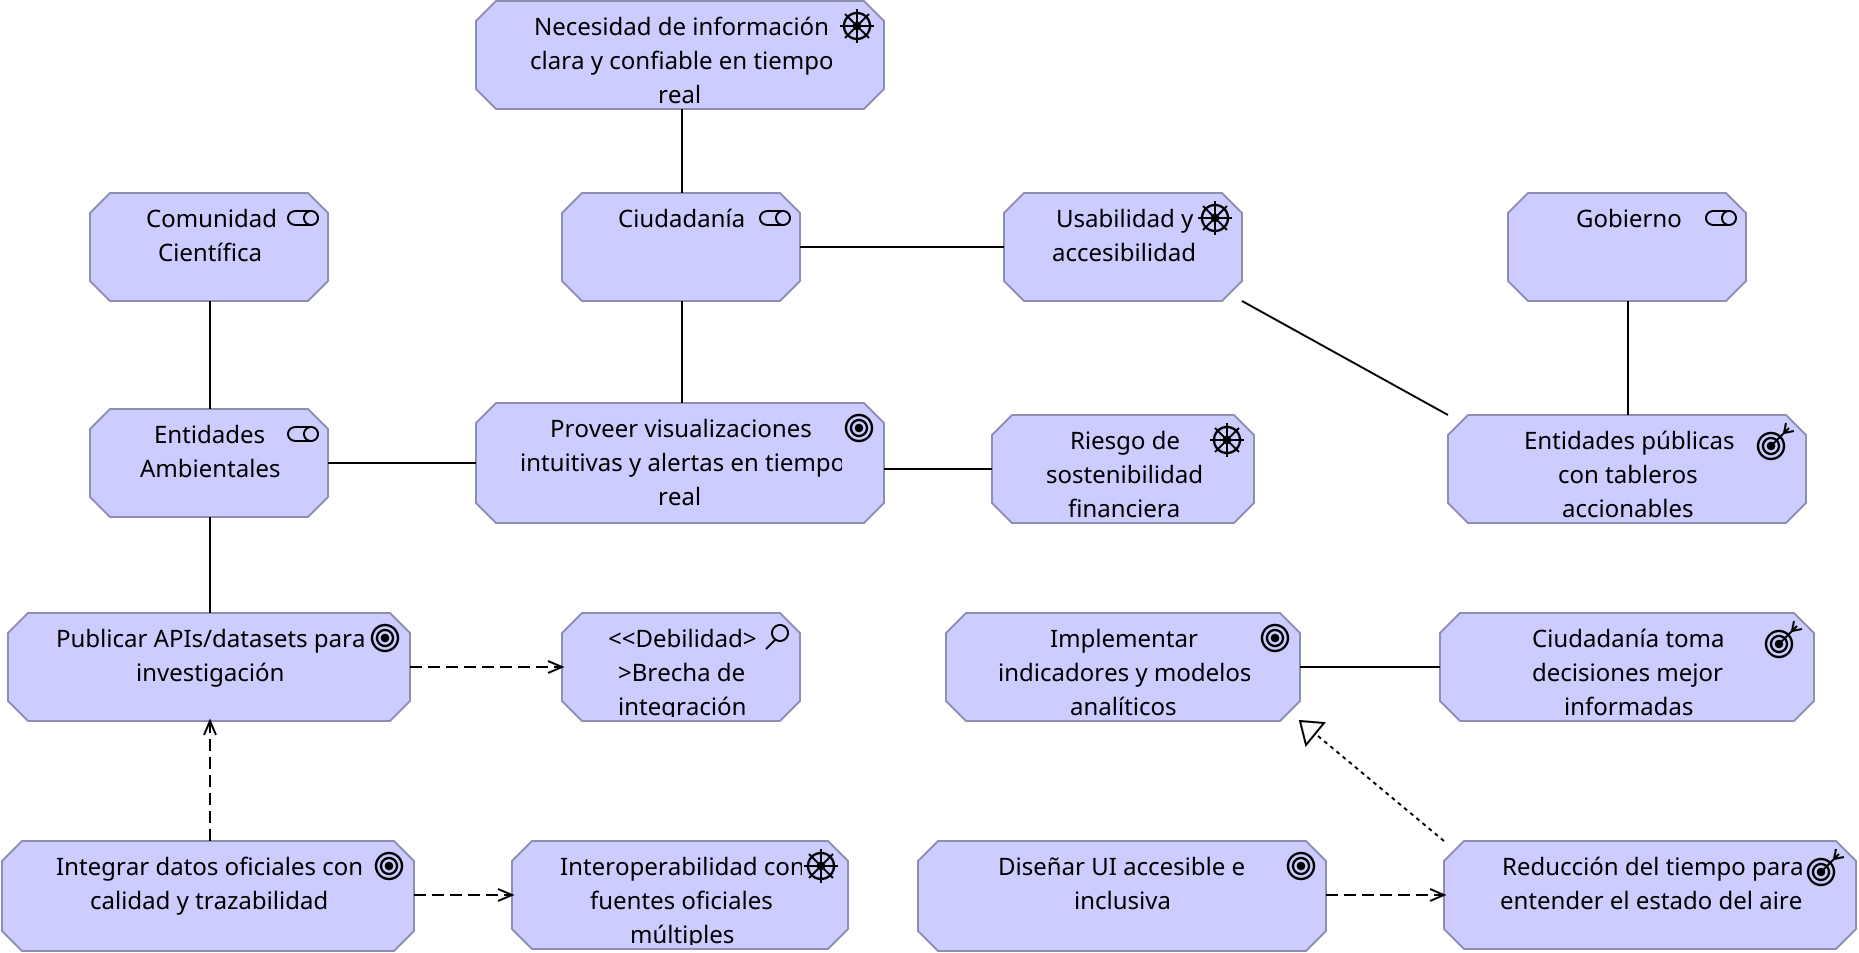 Necesidad de información
clara y confiable en tiempo
real
Comunidad
Científica
Ciudadanía
Usabilidad y
accesibilidad
Gobierno
Entidades
Ambientales
Proveer visualizaciones
intuitivas y alertas en tiempo
real
Riesgo de
sostenibilidad
financiera
Entidades públicas
con tableros
accionables
Publicar APIs/datasets para
investigación
<<Debilidad>
>Brecha de
integración
Implementar
indicadores y modelos
analíticos
Ciudadanía toma
decisiones mejor
informadas
Integrar datos oficiales con
calidad y trazabilidad
Interoperabilidad con
fuentes oficiales
múltiples
Diseñar UI accesible e
inclusiva
Reducción del tiempo para
entender el estado del aire